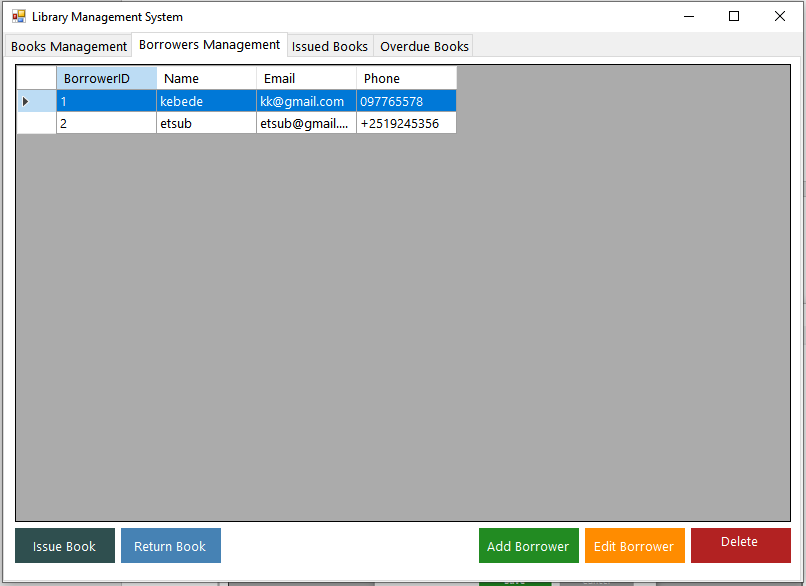 Library Management System
Books Management Borrowers Management Issued Books Overdue Books
BorrowerID Name Email Phone
1 kebede kk@gmail.com 097765578
2 etsub etsub@gmail.... +2519245356
Issue Book Return Book Add Borrower Edit Borrower Delete